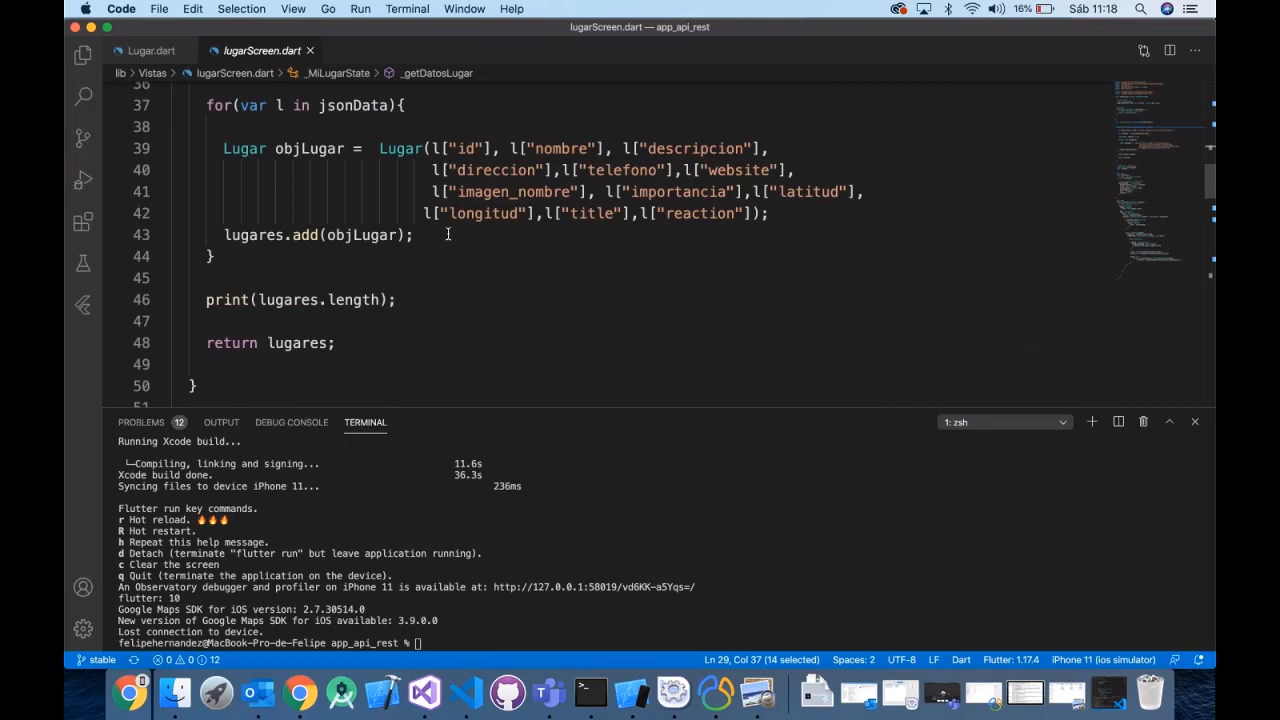 Code File Edit Selection View Go Run Terminal Window Help 16% Sáb 11:18
lugarScreen.dart — app_api_rest
Lugar.dart lugarScreen.dart
lib > Vistas > lugarScreen.dart > _MiLugarState > _getDatosLugar
36
37 for(var l in jsonData){
38
39 Lugar objLugar = Lugar(l["id"], l["nombre"], l["descripcion"],
40 l["direccion"],l["telefono"],l["website"],
41 l["imagen_nombre"], l["importancia"],l["latitud"],
42 l["longitud"],l["title"],l["reaction"]);
43 lugares.add(objLugar);
44 }
45
46 print(lugares.length);
47
48 return lugares;
49
50 }
51
PROBLEMS 12 OUTPUT DEBUG CONSOLE TERMINAL 1: zsh
Running Xcode build...
└─Compiling, linking and signing... 11.6s
Xcode build done. 36.3s
Syncing files to device iPhone 11... 236ms
Flutter run key commands.
r Hot reload. 🔥🔥🔥
R Hot restart.
h Repeat this help message.
d Detach (terminate "flutter run" but leave application running).
c Clear the screen
q Quit (terminate the application on the device).
An Observatory debugger and profiler on iPhone 11 is available at: http://127.0.0.1:58019/vd6KK-a5Yqs=/
flutter: 10
Google Maps SDK for iOS version: 2.7.30514.0
New version of Google Maps SDK for iOS available: 3.9.0.0
Lost connection to device.
felipehernandez@MacBook-Pro-de-Felipe app_api_rest %
stable 0 0 12 Ln 29, Col 37 (14 selected) Spaces: 2 UTF-8 LF Dart Flutter: 1.17.4 iPhone 11 (ios simulator)